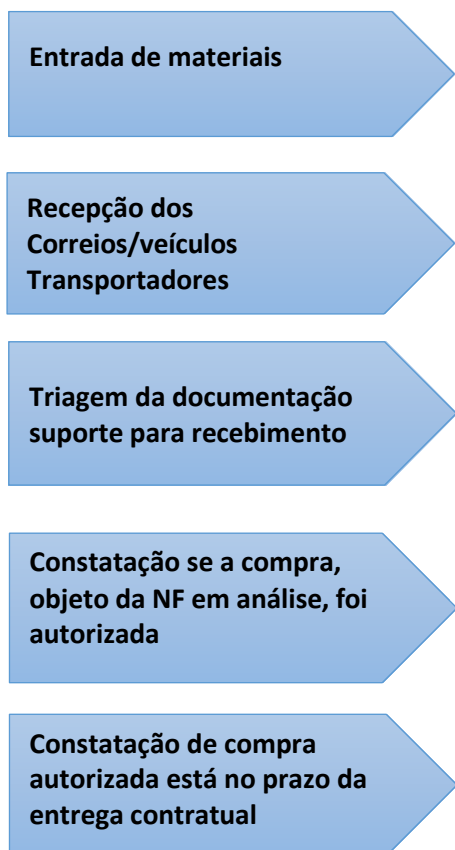 Entrada de materiais
Recepção dos
Correios/veículos
Transportadores
Triagem da documentação
suporte para recebimento
Constatação se a compra,
objeto da NF em análise, foi
autorizada
Constatação de compra
autorizada está no prazo da
entrega contratual